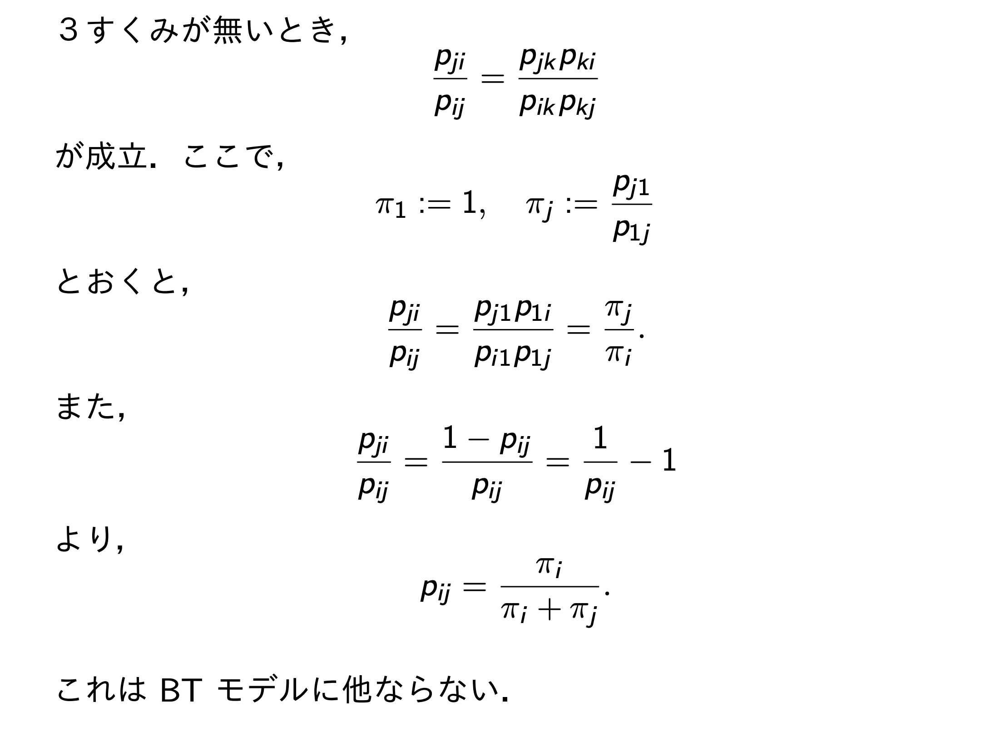 ３すくみが無いとき,
\frac{p_{ji}}{p_{ij}} = \frac{p_{jk}p_{ki}}{p_{ik}p_{kj}}
が成立．ここで,
\pi_1 := 1, \quad \pi_j := \frac{p_{j1}}{p_{1j}}
とおくと,
\frac{p_{ji}}{p_{ij}} = \frac{p_{j1}p_{1i}}{p_{i1}p_{1j}} = \frac{\pi_j}{\pi_i}.
また,
\frac{p_{ji}}{p_{ij}} = \frac{1 - p_{ij}}{p_{ij}} = \frac{1}{p_{ij}} - 1
より,
p_{ij} = \frac{\pi_i}{\pi_i + \pi_j}.
これは BT モデルに他ならない．